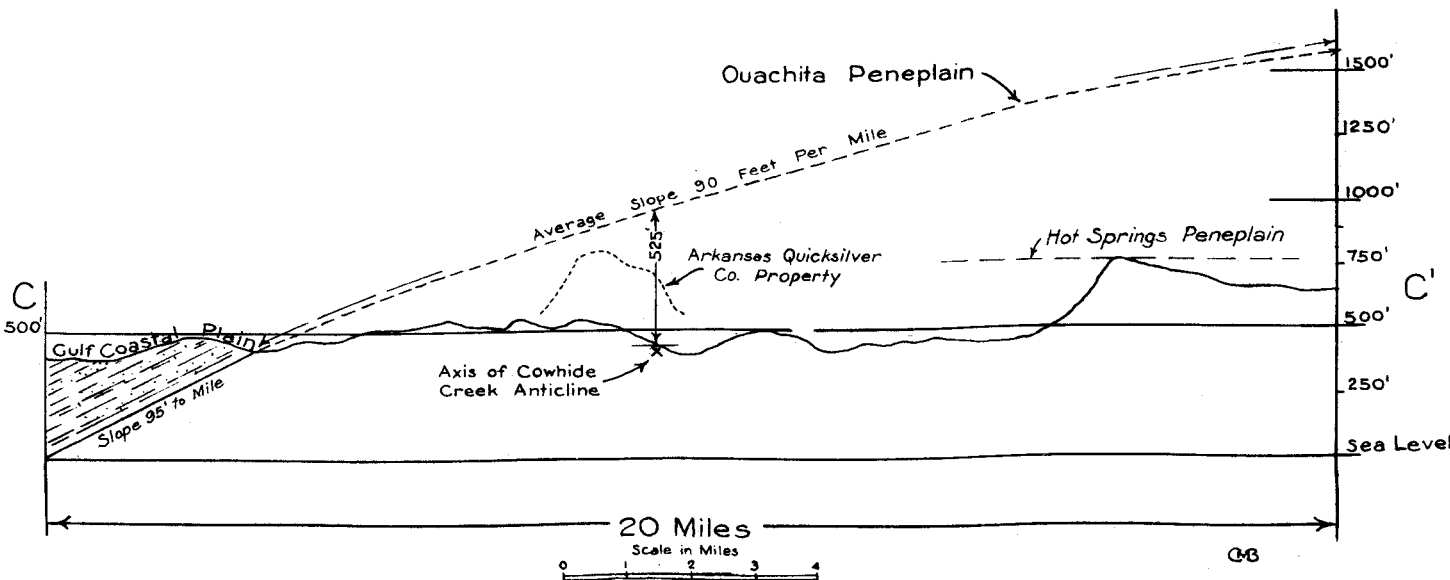 Ouachita Peneplain
1500'
1250'
Average Slope 90 Feet Per Mile
1000'
525'
Hot Springs Peneplain
Arkansas Quicksilver
Co. Property
750'
C
C'
500'
500'
Gulf Coastal Plain
Axis of Cowhide
Creek Anticline
250'
Slope 95' to Mile
Sea Level
20 Miles
Scale in Miles
0 1 2 3 4
CMB